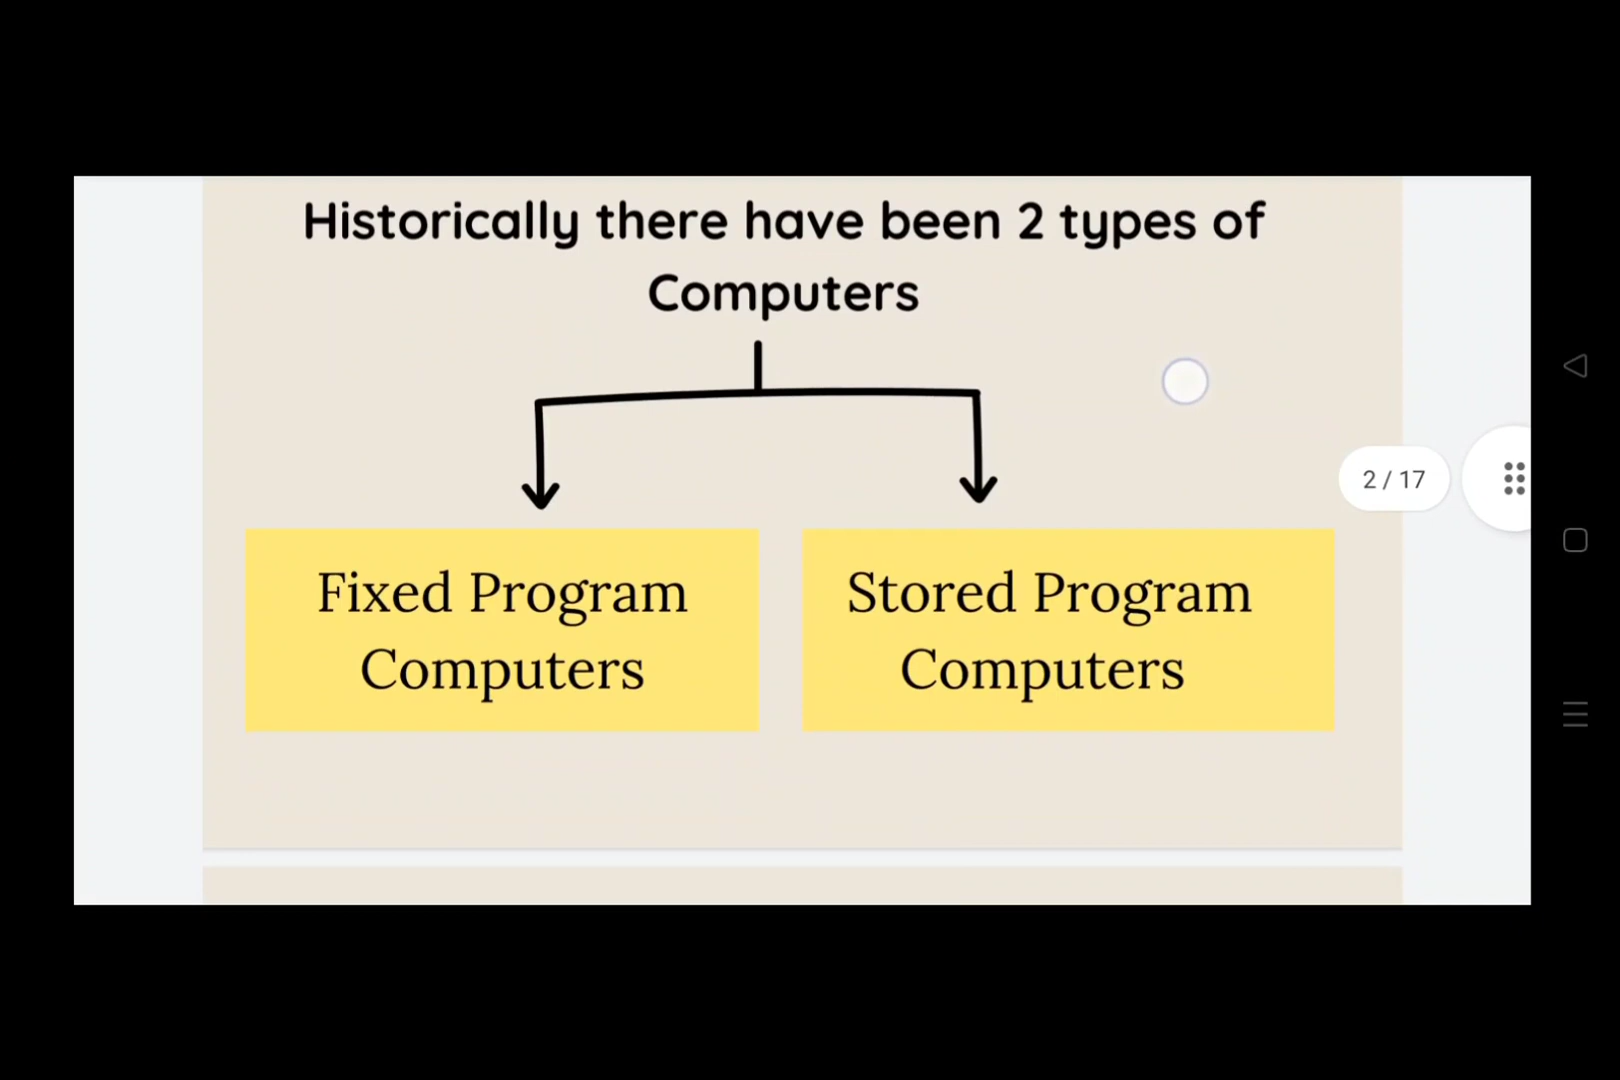 Historically there have been 2 types of
Computers
2 / 17
Fixed Program
Computers
Stored Program
Computers